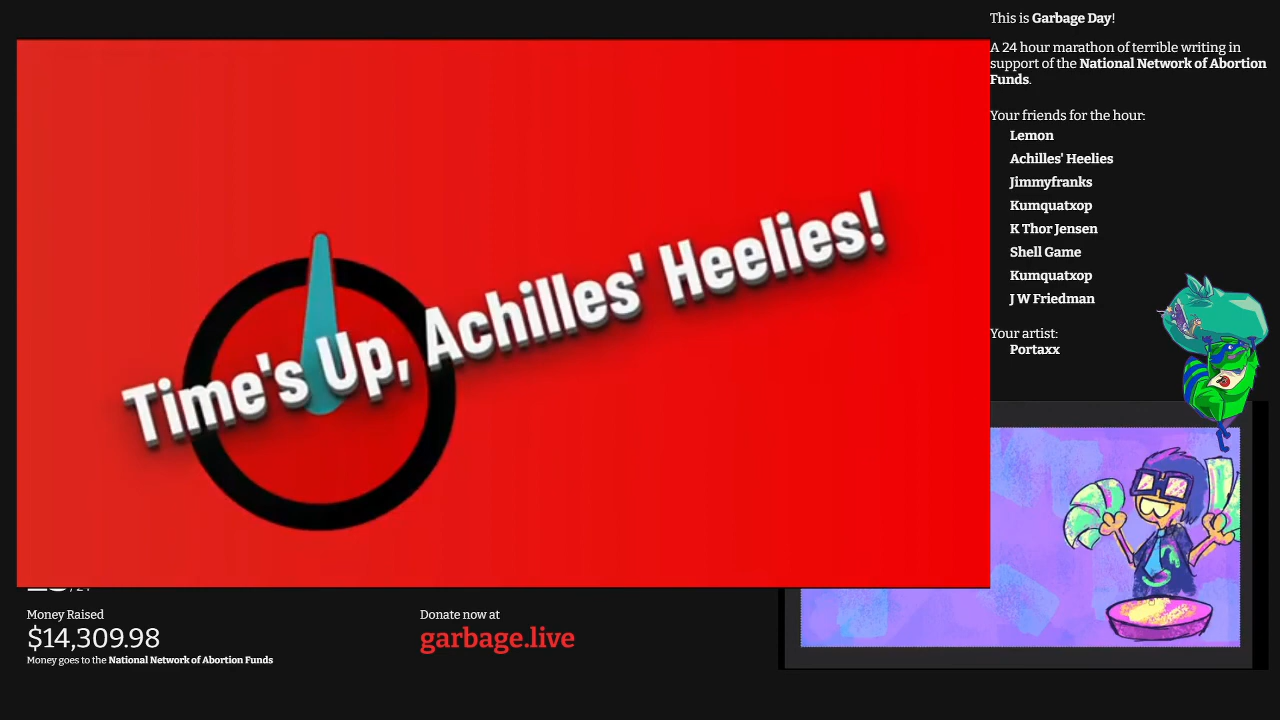 This is Garbage Day!
A 24 hour marathon of terrible writing in
support of the National Network of Abortion
Funds.
Your friends for the hour:
Lemon
Achilles' Heelies
Jimmyfranks
Kumquatxop
K Thor Jensen
Shell Game
Kumquatxop
J W Friedman
Your artist:
Portaxx
Time's Up, Achilles' Heelies!
Money Raised
$14,309.98
Money goes to the National Network of Abortion Funds
Donate now at
garbage.live